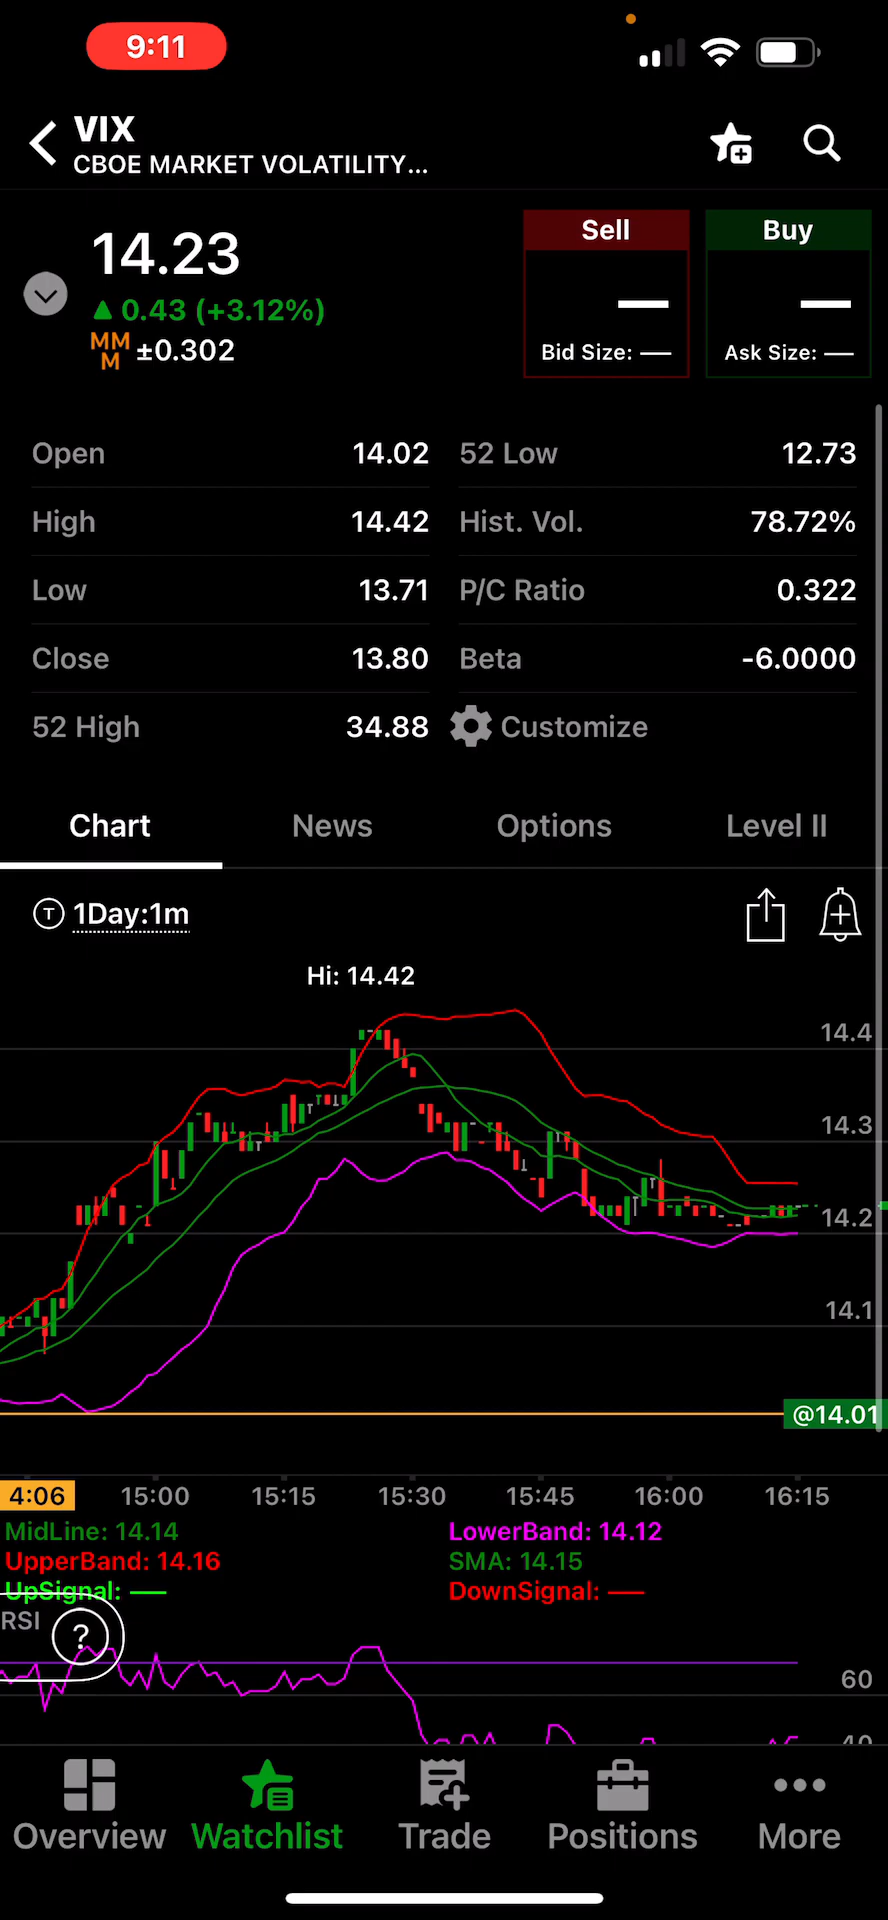 9:11
VIX
CBOE MARKET VOLATILITY...
14.23
0.43 (+3.12%)
MM
M ±0.302
Sell
Bid Size: —
Buy
Ask Size: —
Open 14.02 52 Low 12.73
High 14.42 Hist. Vol. 78.72%
Low 13.71 P/C Ratio 0.322
Close 13.80 Beta -6.0000
52 High 34.88 Customize
Chart News Options Level II
T 1Day:1m
Hi: 14.42
14.4
14.3
14.2
14.1
@14.01
4:06 15:00 15:15 15:30 15:45 16:00 16:15
MidLine: 14.14 LowerBand: 14.12
UpperBand: 14.16 SMA: 14.15
UpSignal: — DownSignal: —
RSI ?
60
40
Overview Watchlist Trade Positions More